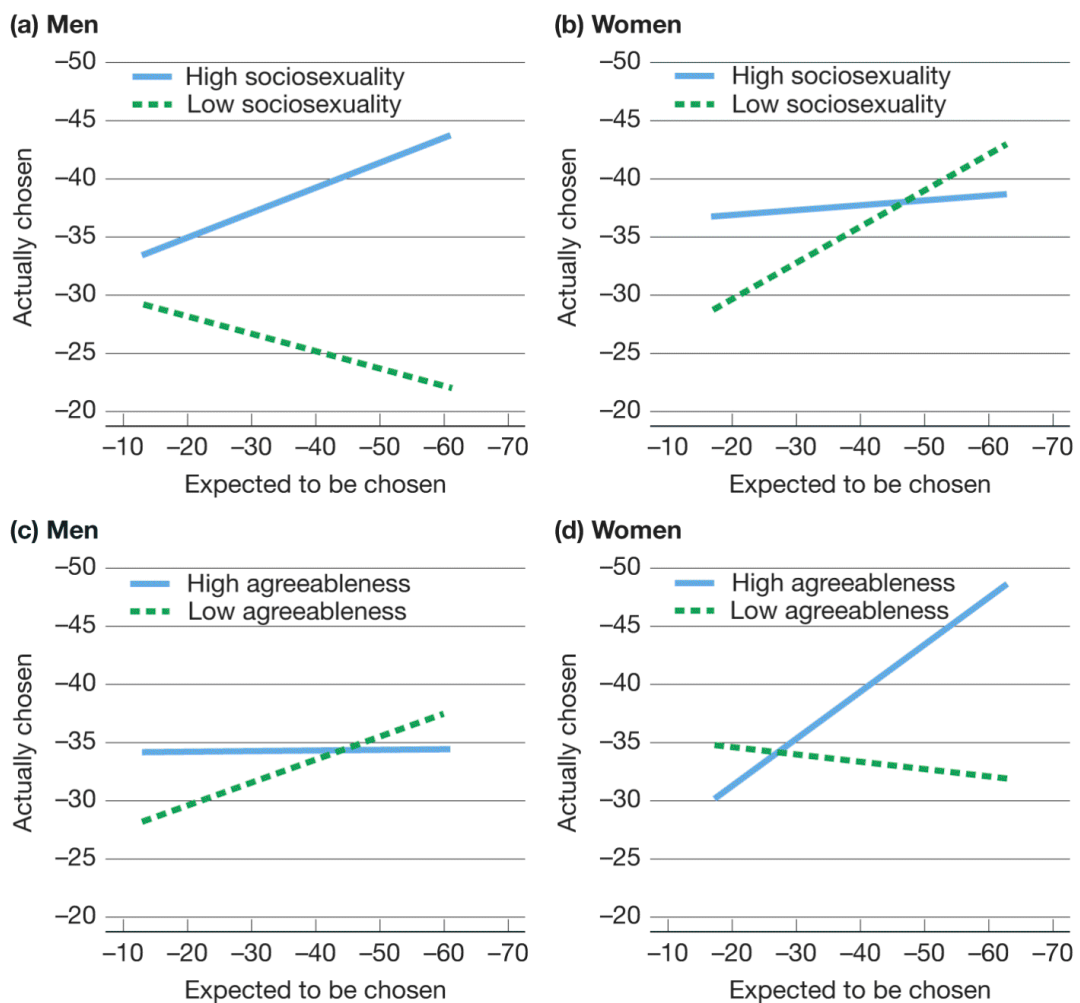 (a) Men
–50
High sociosexuality
Low sociosexuality
–45
–40
–35
–30
–25
–20
Actually chosen
–10 –20 –30 –40 –50 –60 –70
Expected to be chosen
(b) Women
–50
High sociosexuality
Low sociosexuality
–45
–40
–35
–30
–25
–20
Actually chosen
–10 –20 –30 –40 –50 –60 –70
Expected to be chosen
(c) Men
–50
High agreeableness
Low agreeableness
–45
–40
–35
–30
–25
–20
Actually chosen
–10 –20 –30 –40 –50 –60 –70
Expected to be chosen
(d) Women
–50
High agreeableness
Low agreeableness
–45
–40
–35
–30
–25
–20
Actually chosen
–10 –20 –30 –40 –50 –60 –70
Expected to be chosen